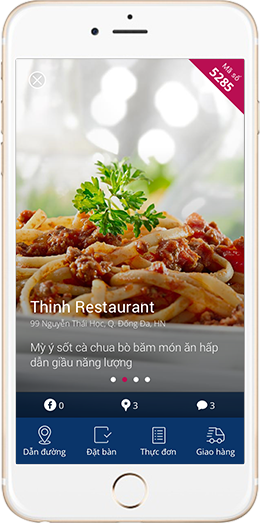 Mã số
5285
Thinh Restaurant
99 Nguyễn Thái Học, Q. Đống Đa, HN
Mỳ ý sốt cà chua bò băm món ăn hấp
dẫn giầu năng lượng
0 3 3
Dẫn đường Đặt bàn Thực đơn Giao hàng